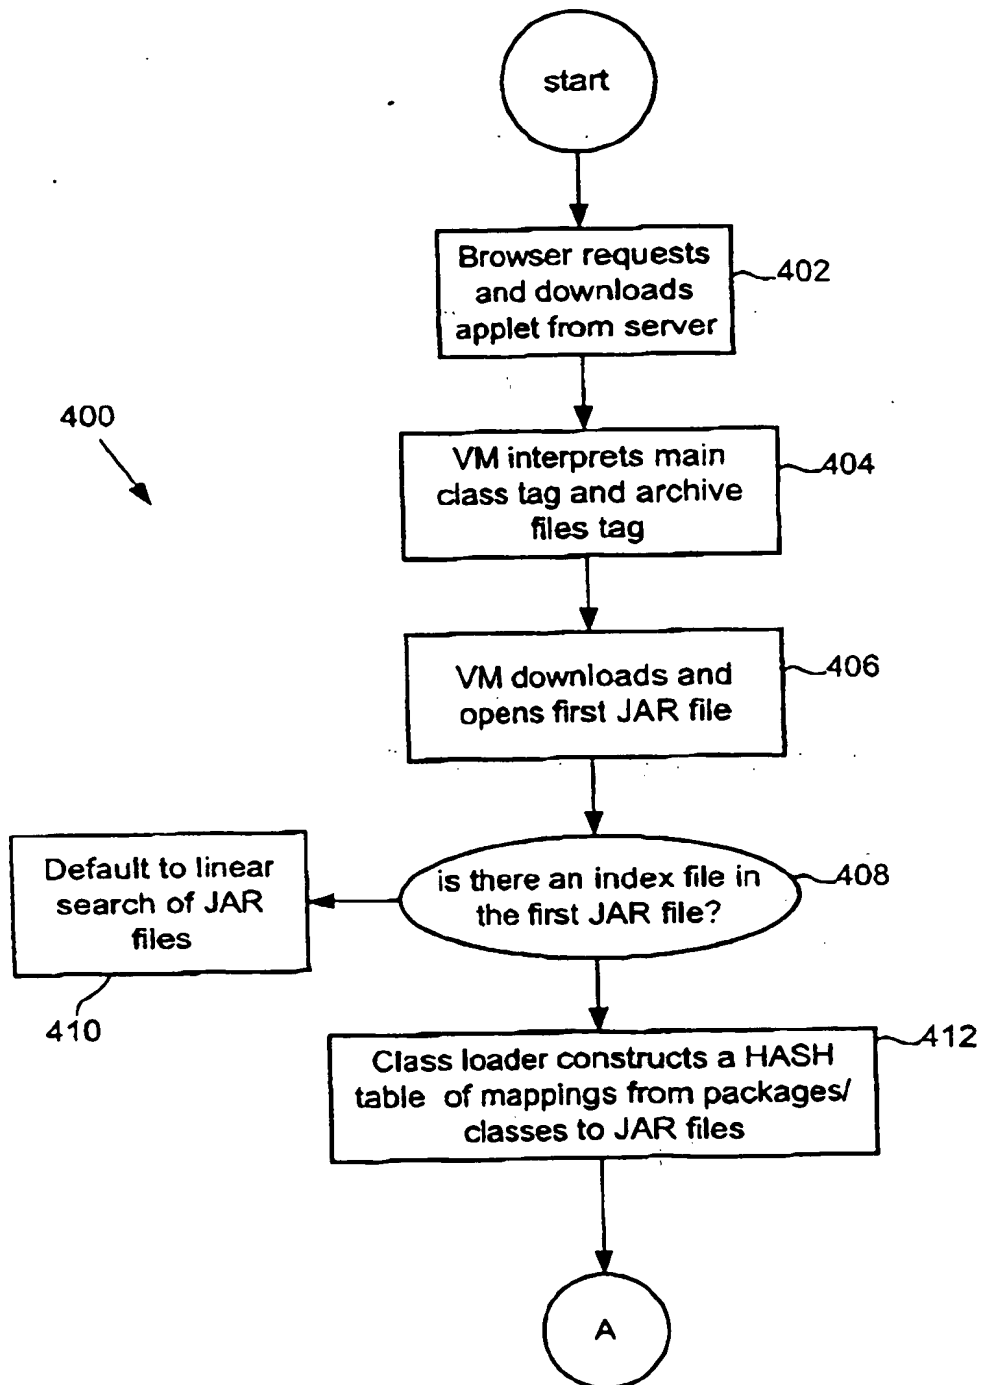 start
Browser requests
and downloads
applet from server
402
400
VM interprets main
class tag and archive
files tag
404
VM downloads and
opens first JAR file
406
is there an index file in
the first JAR file?
408
Default to linear
search of JAR
files
410
Class loader constructs a HASH
table of mappings from packages/
classes to JAR files
412
A